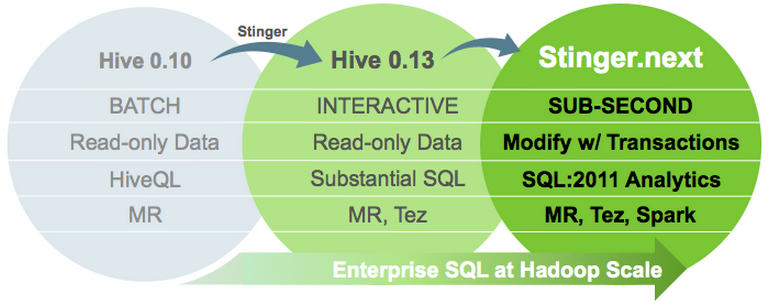 Stinger
Hive 0.10
Hive 0.13
Stinger.next
BATCH
INTERACTIVE
SUB-SECOND
Read-only Data
Read-only Data
Modify w/ Transactions
HiveQL
Substantial SQL
SQL:2011 Analytics
MR
MR, Tez
MR, Tez, Spark
Enterprise SQL at Hadoop Scale